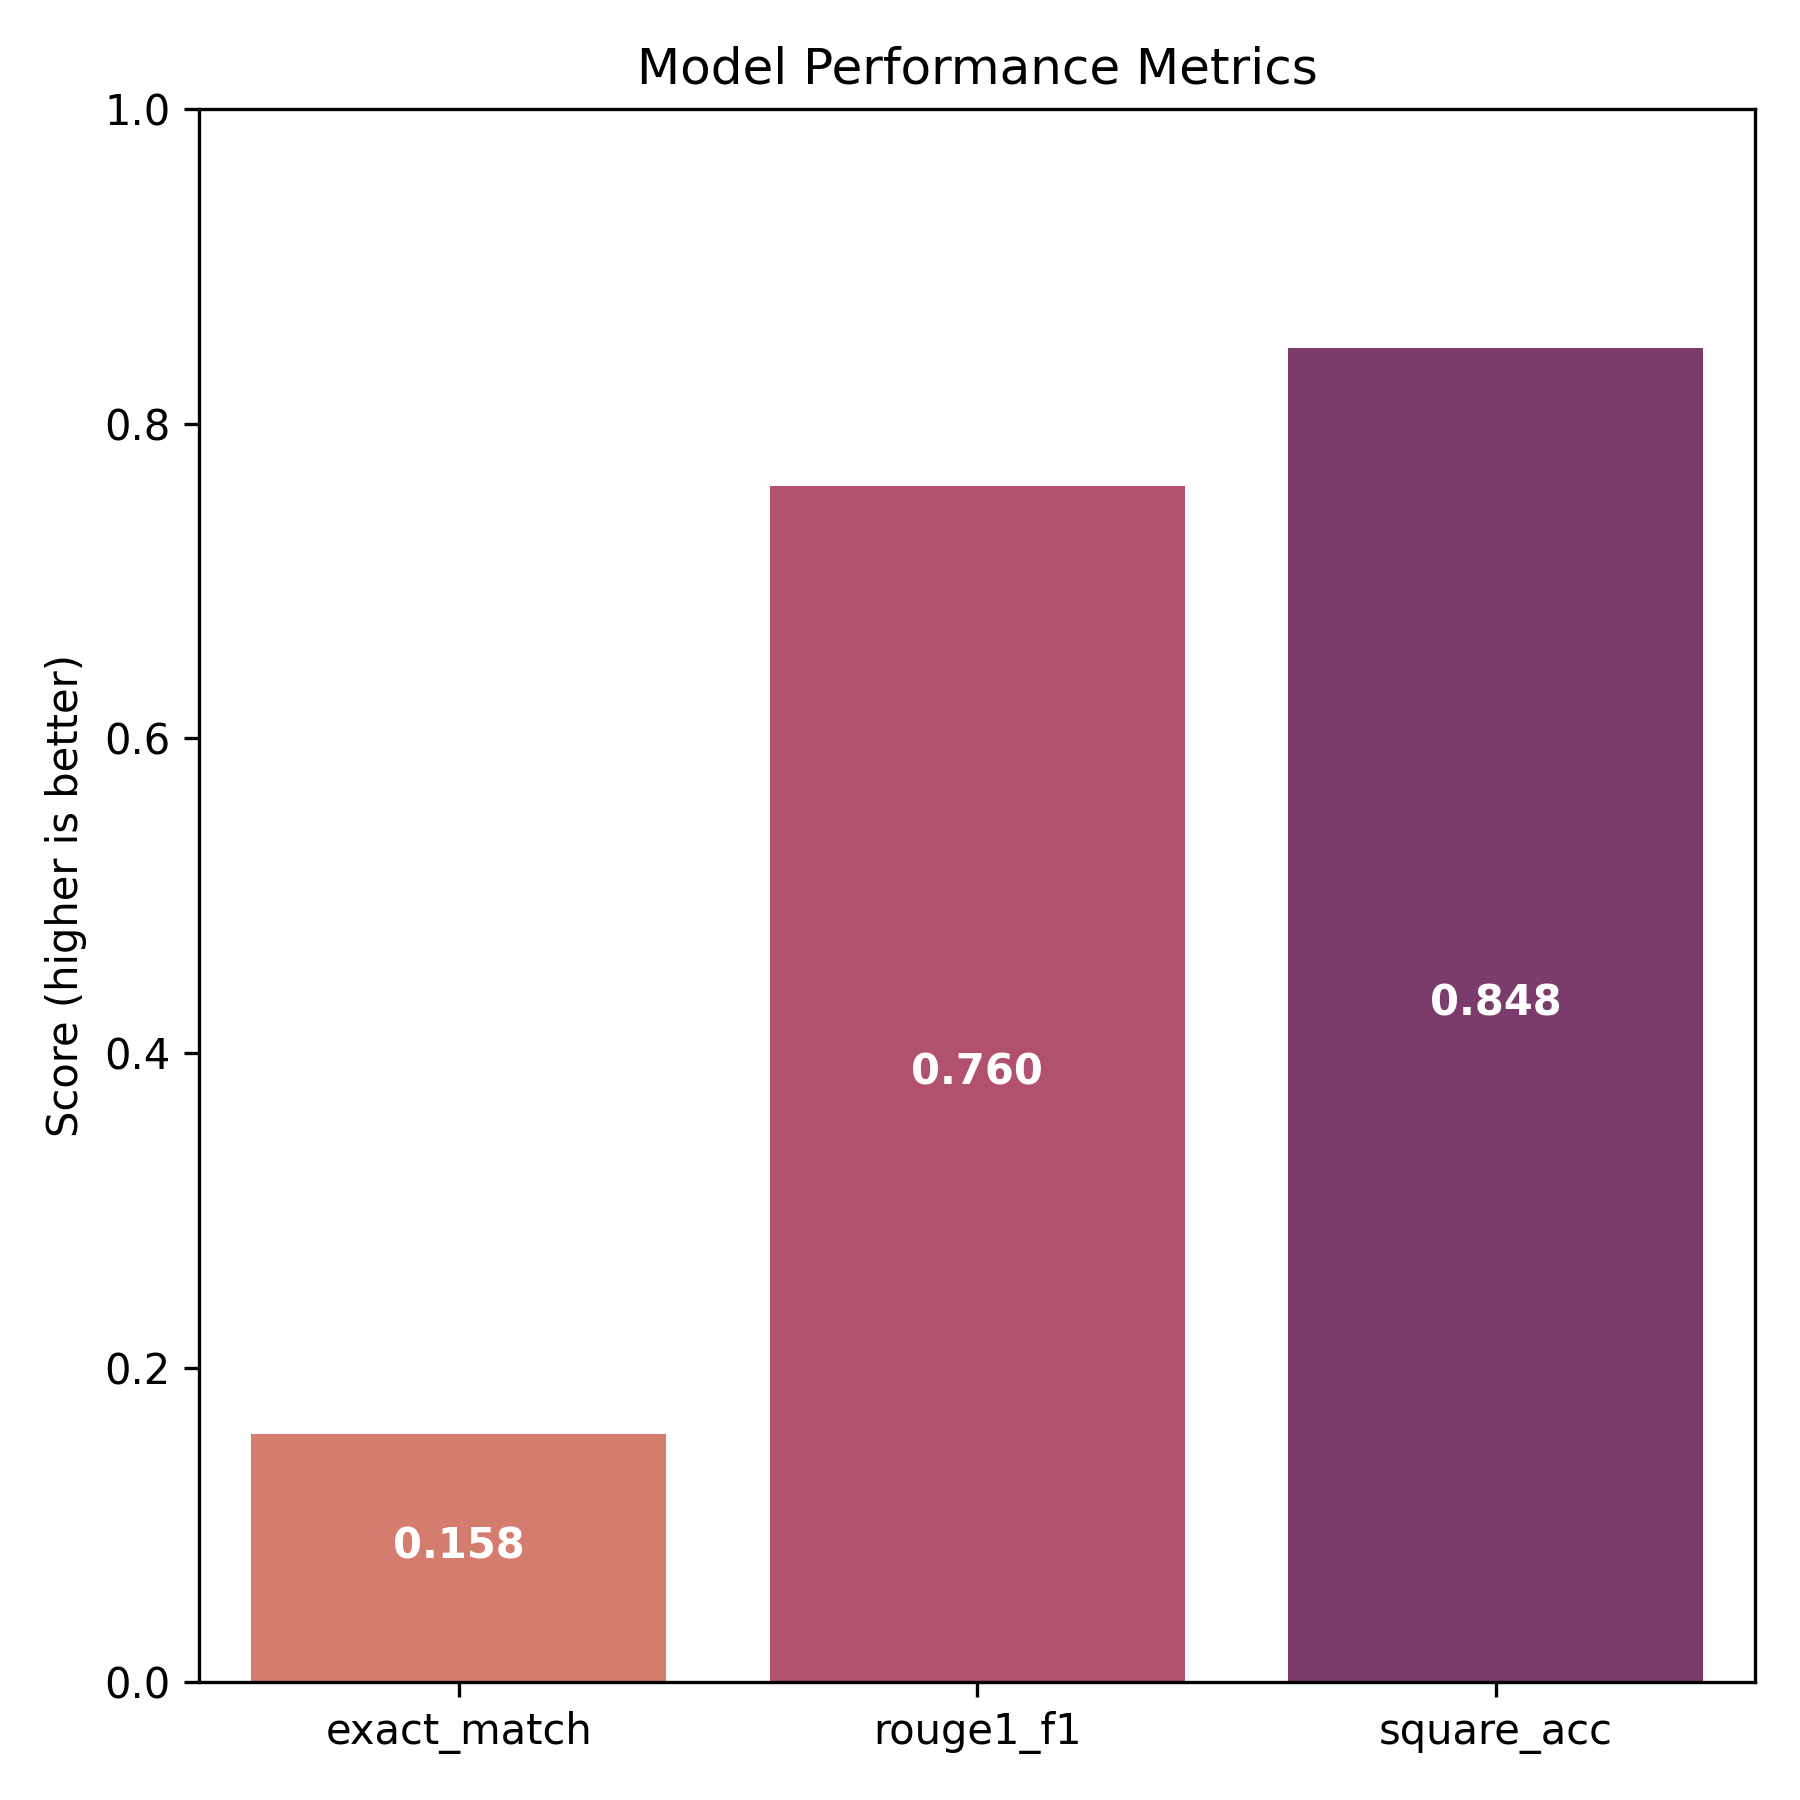 Model Performance Metrics
1.0
0.8
0.6
0.4
0.2
0.0
Score (higher is better)
0.158
0.760
0.848
exact_match
rouge1_f1
square_acc